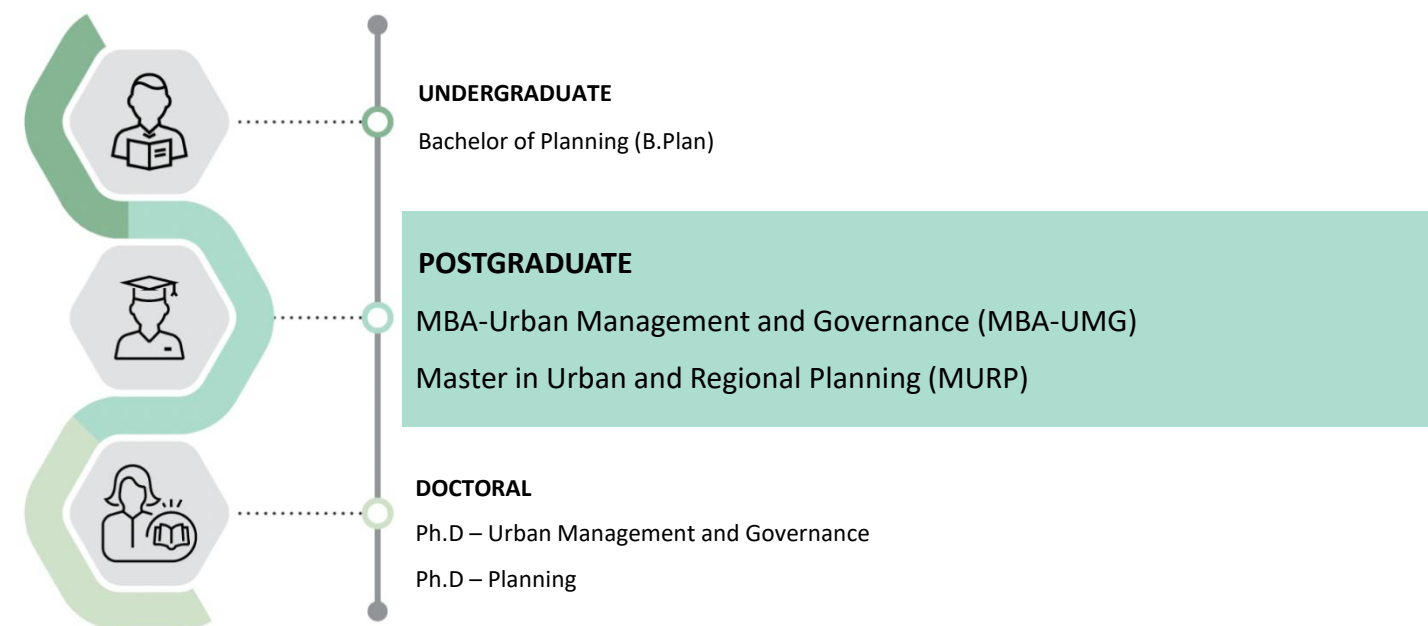 UNDERGRADUATE
Bachelor of Planning (B.Plan)
POSTGRADUATE
MBA-Urban Management and Governance (MBA-UMG)
Master in Urban and Regional Planning (MURP)
DOCTORAL
Ph.D – Urban Management and Governance
Ph.D – Planning